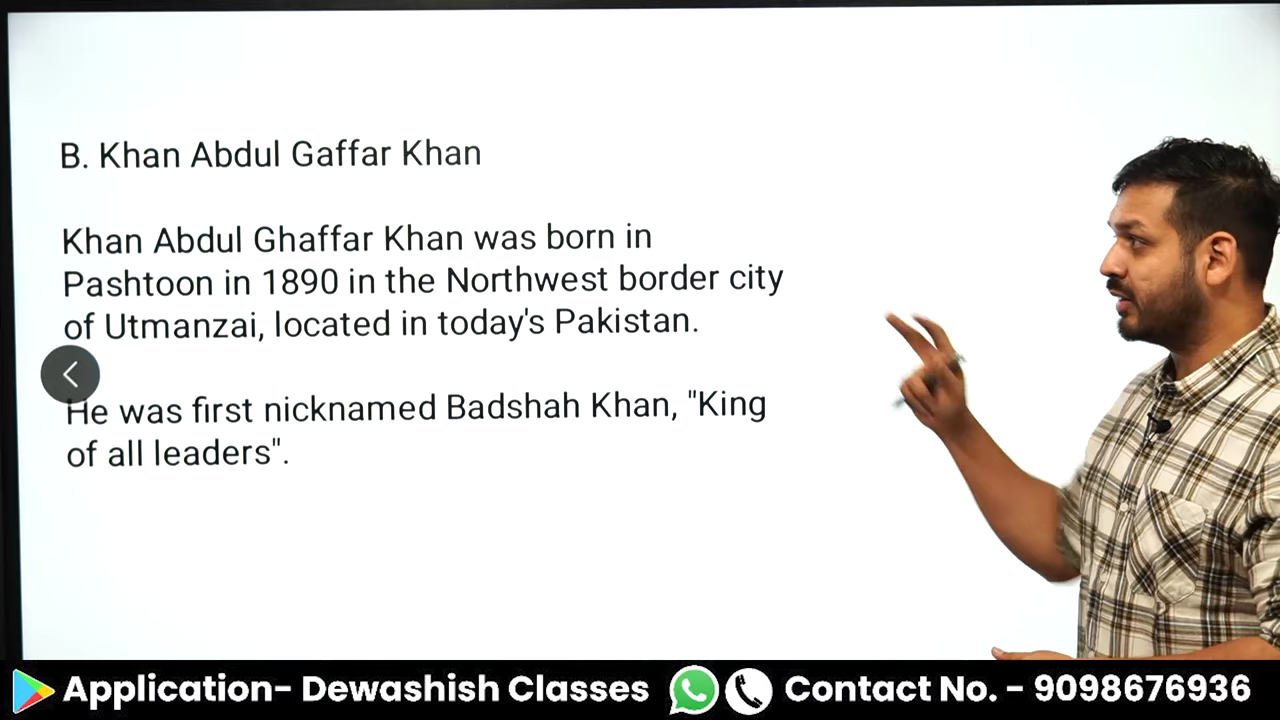 B. Khan Abdul Gaffar Khan
Khan Abdul Ghaffar Khan was born in
Pashtoon in 1890 in the Northwest border city
of Utmanzai, located in today's Pakistan.
He was first nicknamed Badshah Khan, "King
of all leaders".
Application- Dewashish Classes
Contact No. - 9098676936